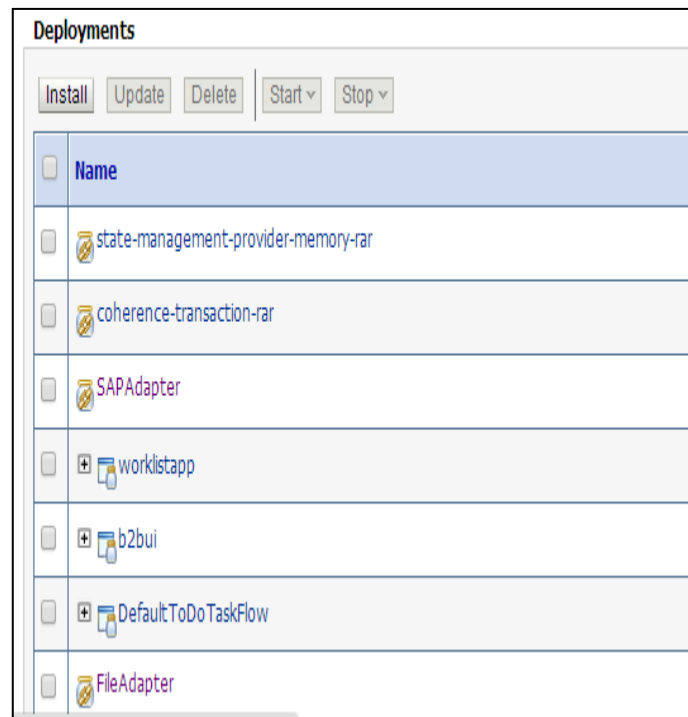 Deployments
Install Update Delete Start Stop
Name
state-management-provider-memory-rar
coherence-transaction-rar
SAPAdapter
worklistapp
b2bui
DefaultToDoTaskFlow
FileAdapter